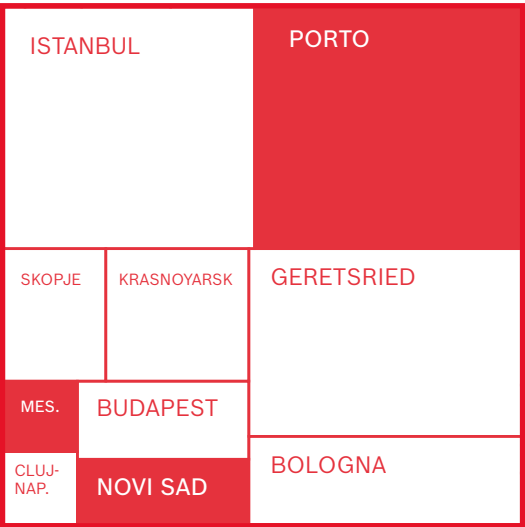 ISTANBUL
PORTO
SKOPJE
KRASNOYARSK
GERETSRIED
MES.
BUDAPEST
CLUJ-
NAP.
NOVI SAD
BOLOGNA